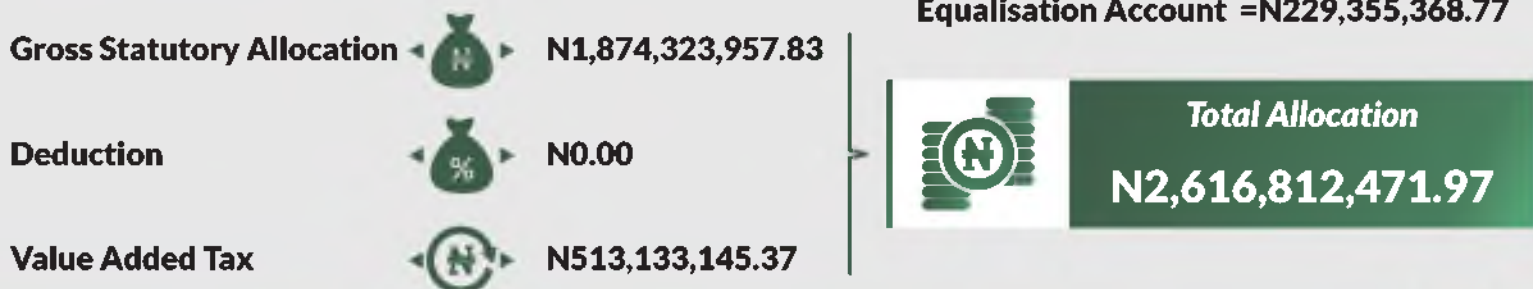 Equalisation Account =N229,355,368.77
Gross Statutory Allocation N1,874,323,957.83
Total Allocation
Deduction % N0.00
N2,616,812,471.97
Value Added Tax N513,133,145.37